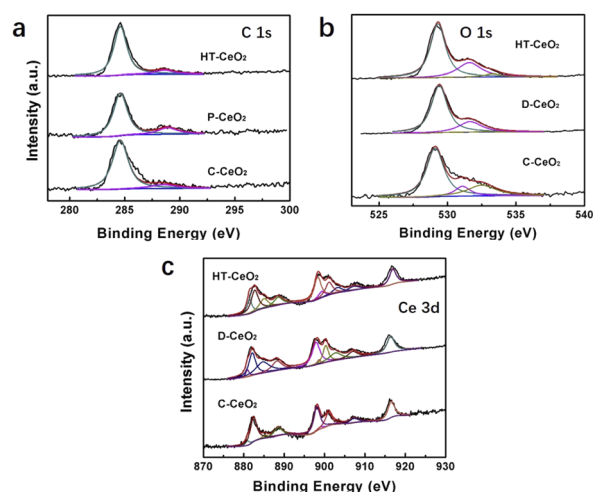 a
C 1s
HT-CeO₂
P-CeO₂
C-CeO₂
Intensity (a.u.)
280 285 290 295 300
Binding Energy (eV)
b
O 1s
HT-CeO₂
D-CeO₂
C-CeO₂
525 530 535 540
Binding Energy (eV)
c
Ce 3d
HT-CeO₂
D-CeO₂
C-CeO₂
Intensity (a.u.)
870 880 890 900 910 920 930
Binding Energy (eV)